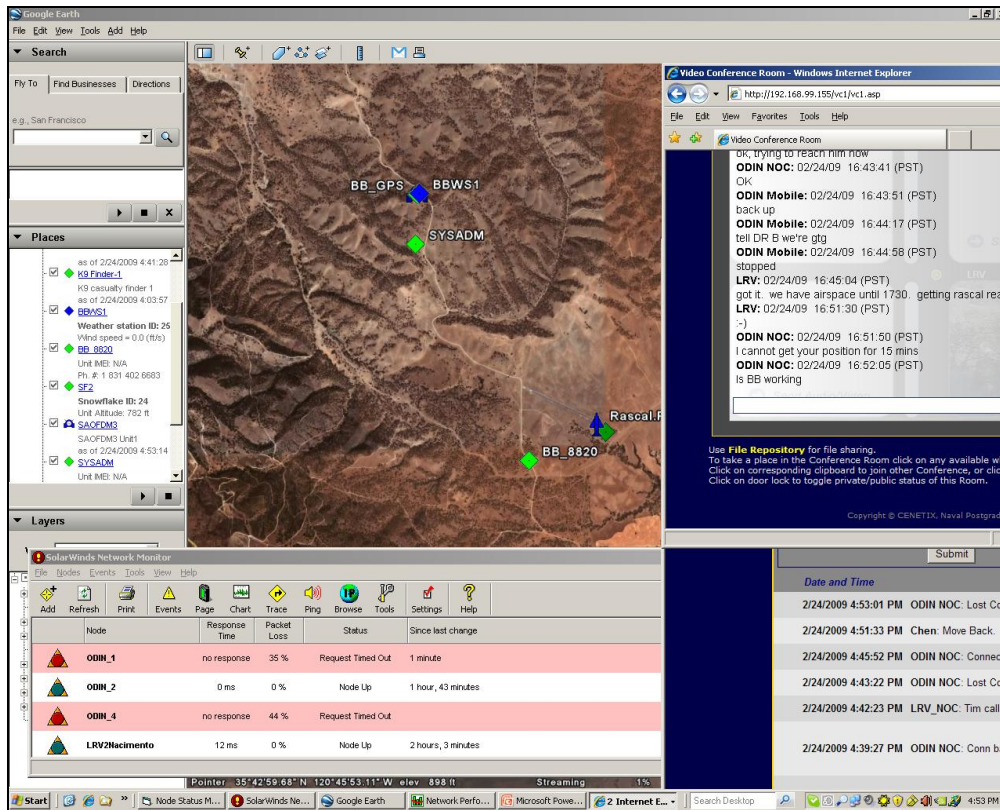 Google Earth
File Edit View Tools Add Help
Search
Fly To Find Businesses Directions
e.g., San Francisco
Places
as of 2/24/2009 4:41:28
K9 Finder-1
K9 casualty finder 1
as of 2/24/2009 4:03:57
BBWS1
Weather station ID: 25
Wind speed = 0.0 (ft/s)
BB_8820
Unit IMEI: N/A
Ph. #: 1 831 402 6683
SF2
Snowflake ID: 24
Unit Altitude: 782 ft
SAOFDM3
SAOFDM3 Unit1
as of 2/24/2009 4:53:14
SYSADM
Unit IMEI: N/A
Layers
BB_GPS BBWS1
SYSADM
Rascal.
BB_8820
Pointer 35°42'59.68" N 120°45'53.11" W elev 898 ft Streaming 1%
Video Conference Room - Windows Internet Explorer
http://192.168.99.155/vc1/vc1.asp
File Edit View Favorites Tools Help
Video Conference Room
ok, trying to reach him now
ODIN NOC: 02/24/09 16:43:41 (PST)
OK
ODIN Mobile: 02/24/09 16:43:51 (PST)
back up
ODIN Mobile: 02/24/09 16:44:17 (PST)
tell DR B we're gtg
ODIN Mobile: 02/24/09 16:44:58 (PST)
stopped
LRV: 02/24/09 16:45:04 (PST)
got it. we have airspace until 1730. getting rascal rea
LRV: 02/24/09 16:51:30 (PST)
:-)
ODIN NOC: 02/24/09 16:51:50 (PST)
I cannot get your position for 15 mins
ODIN NOC: 02/24/09 16:52:05 (PST)
Is BB working
LRV
Use File Repository for file sharing.
To take a place in the Conference Room click on any available w
Click on corresponding clipboard to join other Conference, or clic
Click on door lock to toggle private/public status of this Room.
Copyright © CENETIX, Naval Postgrad
SolarWinds Network Monitor
File Nodes Events Tools View Help
Add Refresh Print Events Page Chart Trace Ping Browse Tools Settings Help
Node Response Time Packet Loss Status Since last change
ODIN_1 no response 35 % Request Timed Out 1 minute
ODIN_2 0 ms 0 % Node Up 1 hour, 43 minutes
ODIN_4 no response 44 % Request Timed Out
LRV2Nacimento 12 ms 0 % Node Up 2 hours, 3 minutes
Submit
Date and Time
2/24/2009 4:53:01 PM ODIN NOC: Lost Co
2/24/2009 4:51:33 PM Chen: Move Back.
2/24/2009 4:45:52 PM ODIN NOC: Connec
2/24/2009 4:43:22 PM ODIN NOC: Lost Co
2/24/2009 4:42:23 PM LRV_NOC: Tim call
2/24/2009 4:39:27 PM ODIN NOC: Conn b
Start Node Status M... SolarWinds Ne... Google Earth Network Perfo... Microsoft Powe... 2 Internet E... Search Desktop 4:53 PM